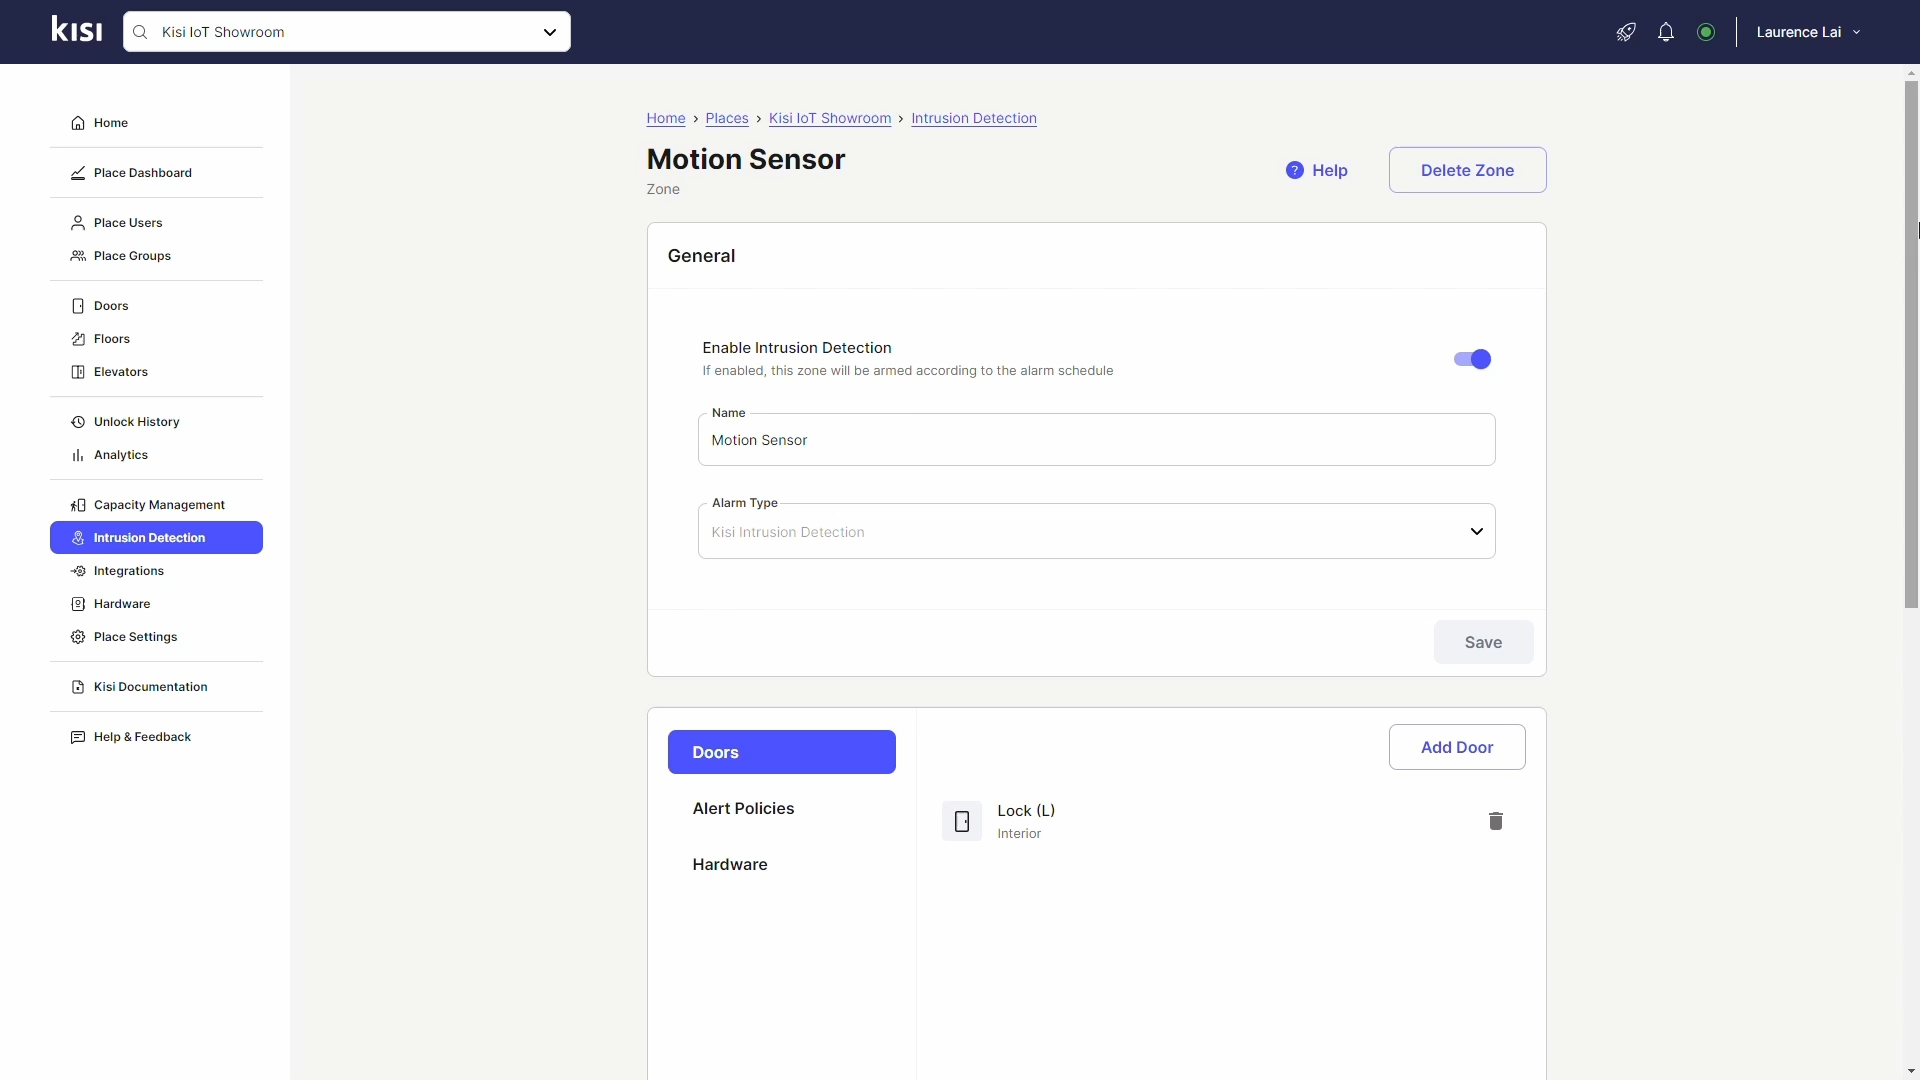 kisi
Kisi IoT Showroom
Laurence Lai
Home
Place Dashboard
Place Users
Place Groups
Doors
Floors
Elevators
Unlock History
Analytics
Capacity Management
Intrusion Detection
Integrations
Hardware
Place Settings
Kisi Documentation
Help & Feedback
Home > Places > Kisi IoT Showroom > Intrusion Detection
Motion Sensor
Zone
? Help
Delete Zone
General
Enable Intrusion Detection
If enabled, this zone will be armed according to the alarm schedule
Name
Motion Sensor
Alarm Type
Kisi Intrusion Detection
Save
Doors
Alert Policies
Hardware
Add Door
Lock (L)
Interior